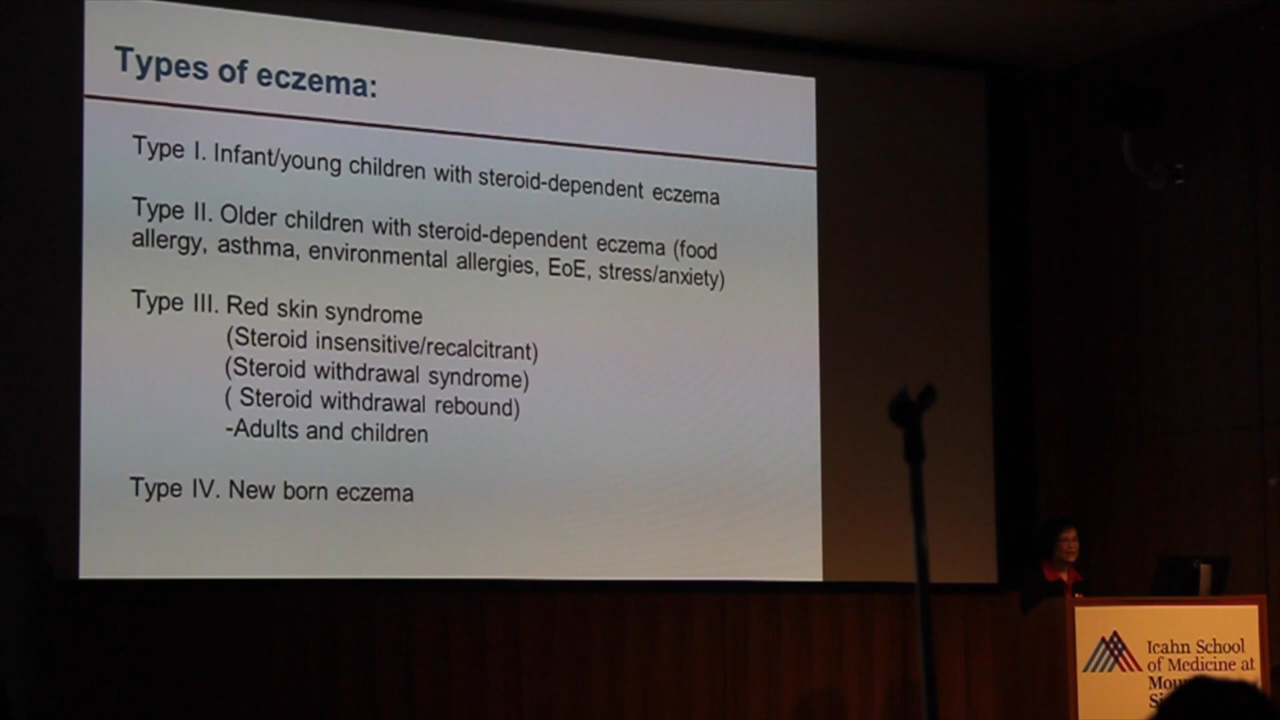 Types of eczema:
Type I. Infant/young children with steroid-dependent eczema
Type II. Older children with steroid-dependent eczema (food
allergy, asthma, environmental allergies, EoE, stress/anxiety)
Type III. Red skin syndrome
(Steroid insensitive/recalcitrant)
(Steroid withdrawal syndrome)
( Steroid withdrawal rebound)
-Adults and children
Type IV. New born eczema
Icahn School
of Medicine at